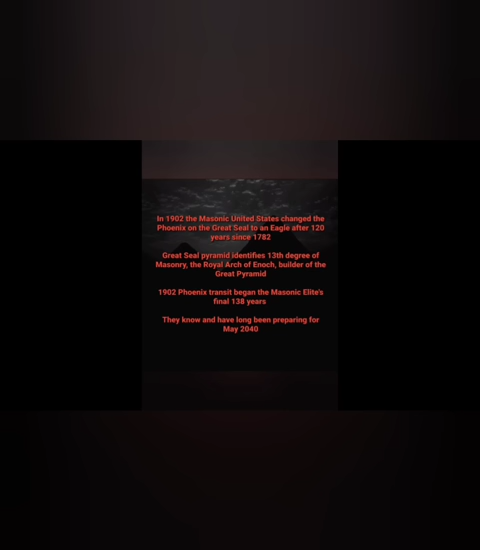 In 1902 the Masonic United States changed the
Phoenix on the Great Seal to an Eagle after 120
years since 1782
Great Seal pyramid identifies 13th degree of
Masonry, the Royal Arch of Enoch, builder of the
Great Pyramid
1902 Phoenix transit began the Masonic Elite's
final 138 years
They know and have long been preparing for
May 2040